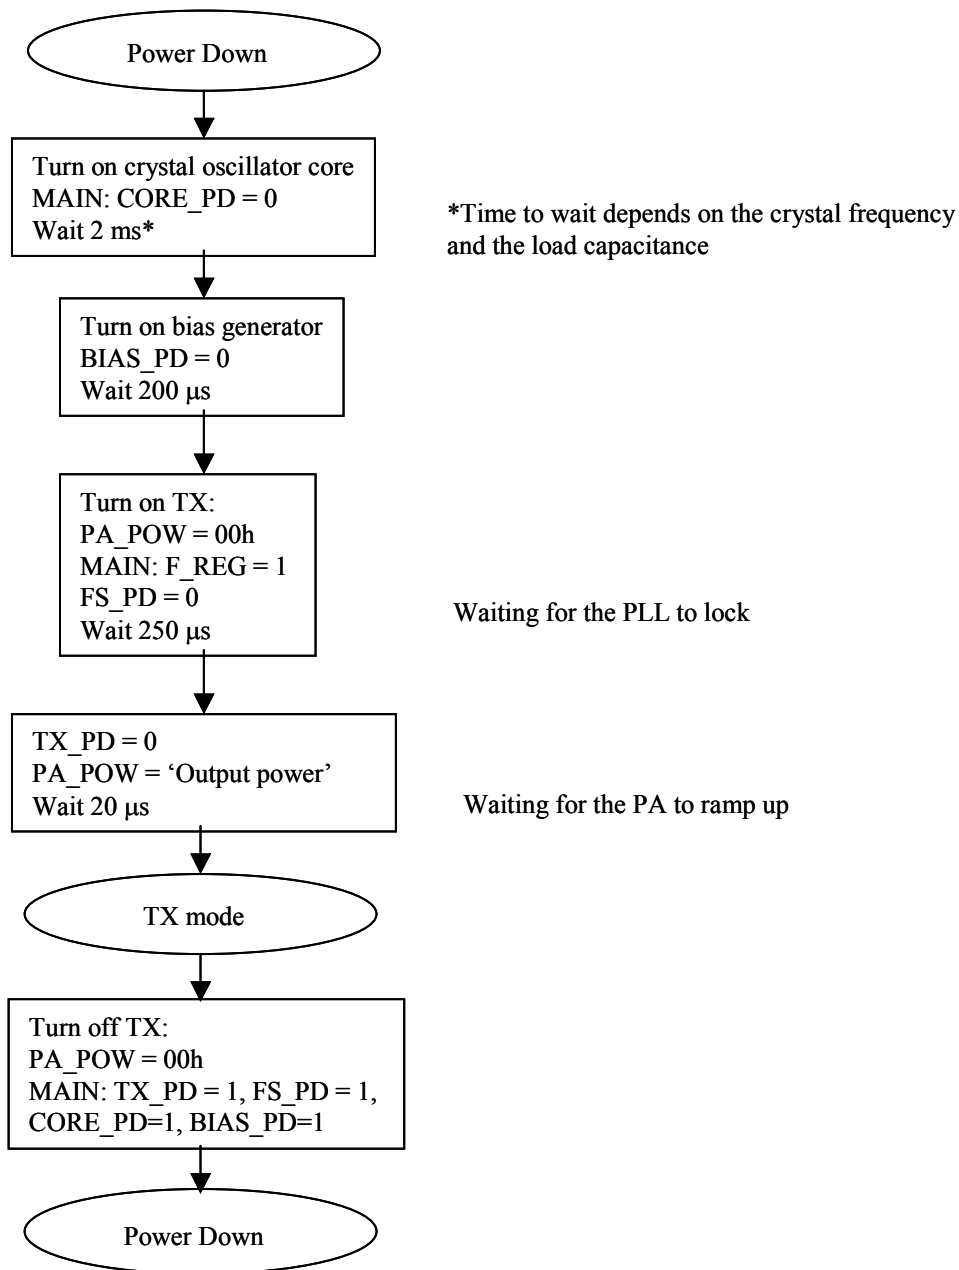 Power Down
Turn on crystal oscillator core
MAIN: CORE_PD = 0
Wait 2 ms*
*Time to wait depends on the crystal frequency
and the load capacitance
Turn on bias generator
BIAS_PD = 0
Wait 200 μs
Turn on TX:
PA_POW = 00h
MAIN: F_REG = 1
FS_PD = 0
Wait 250 μs
Waiting for the PLL to lock
TX_PD = 0
PA_POW = ‘Output power’
Wait 20 μs
Waiting for the PA to ramp up
TX mode
Turn off TX:
PA_POW = 00h
MAIN: TX_PD = 1, FS_PD = 1,
CORE_PD=1, BIAS_PD=1
Power Down